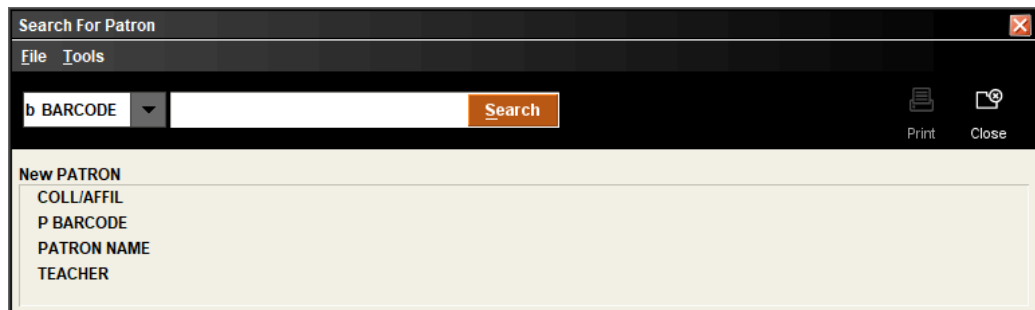 Search For Patron
File Tools
b BARCODE Search
Print Close
New PATRON
COLL/AFFIL
P BARCODE
PATRON NAME
TEACHER